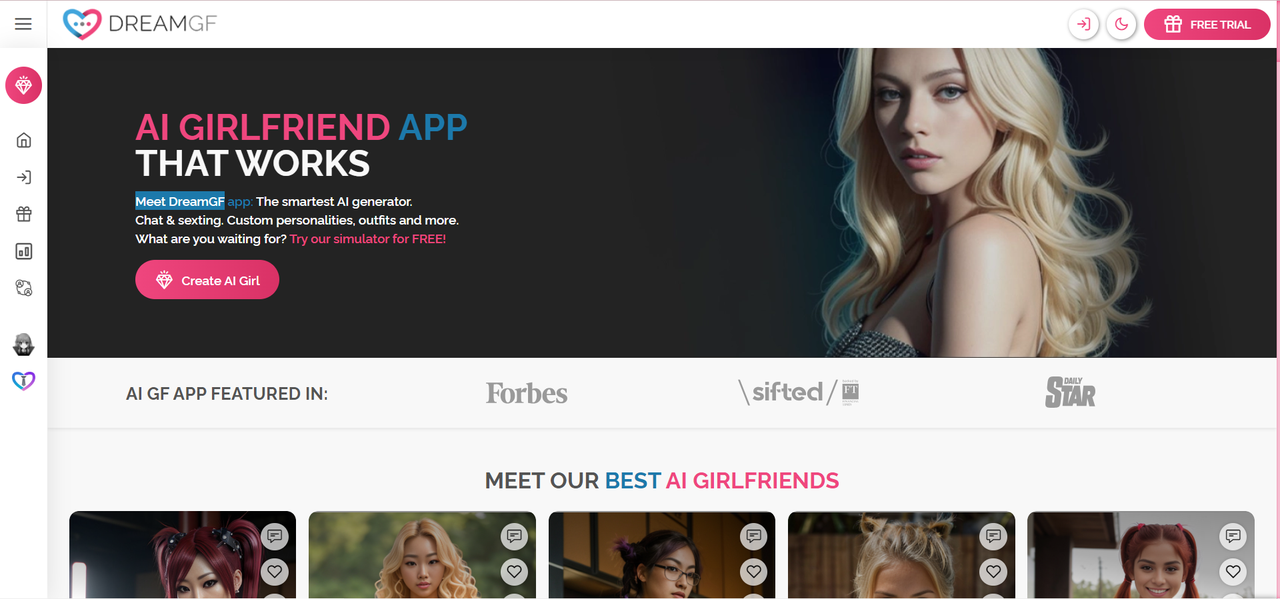 DREAMGF
FREE TRIAL
AI GIRLFRIEND APP
THAT WORKS
Meet DreamGF app: The smartest AI generator.
Chat & sexting. Custom personalities, outfits and more.
What are you waiting for? Try our simulator for FREE!
Create AI Girl
AI GF APP FEATURED IN:
Forbes
\sifted/
FT
DAILY
STAR
MEET OUR BEST AI GIRLFRIENDS